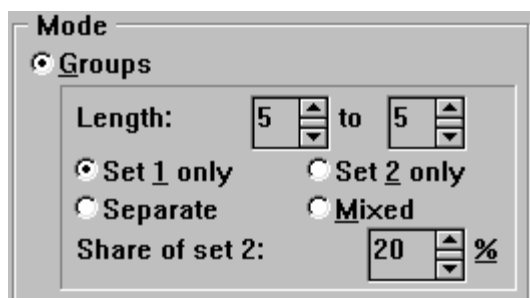 Mode
Groups
Length: 5 to 5
Set 1 only Set 2 only
Separate Mixed
Share of set 2: 20 %